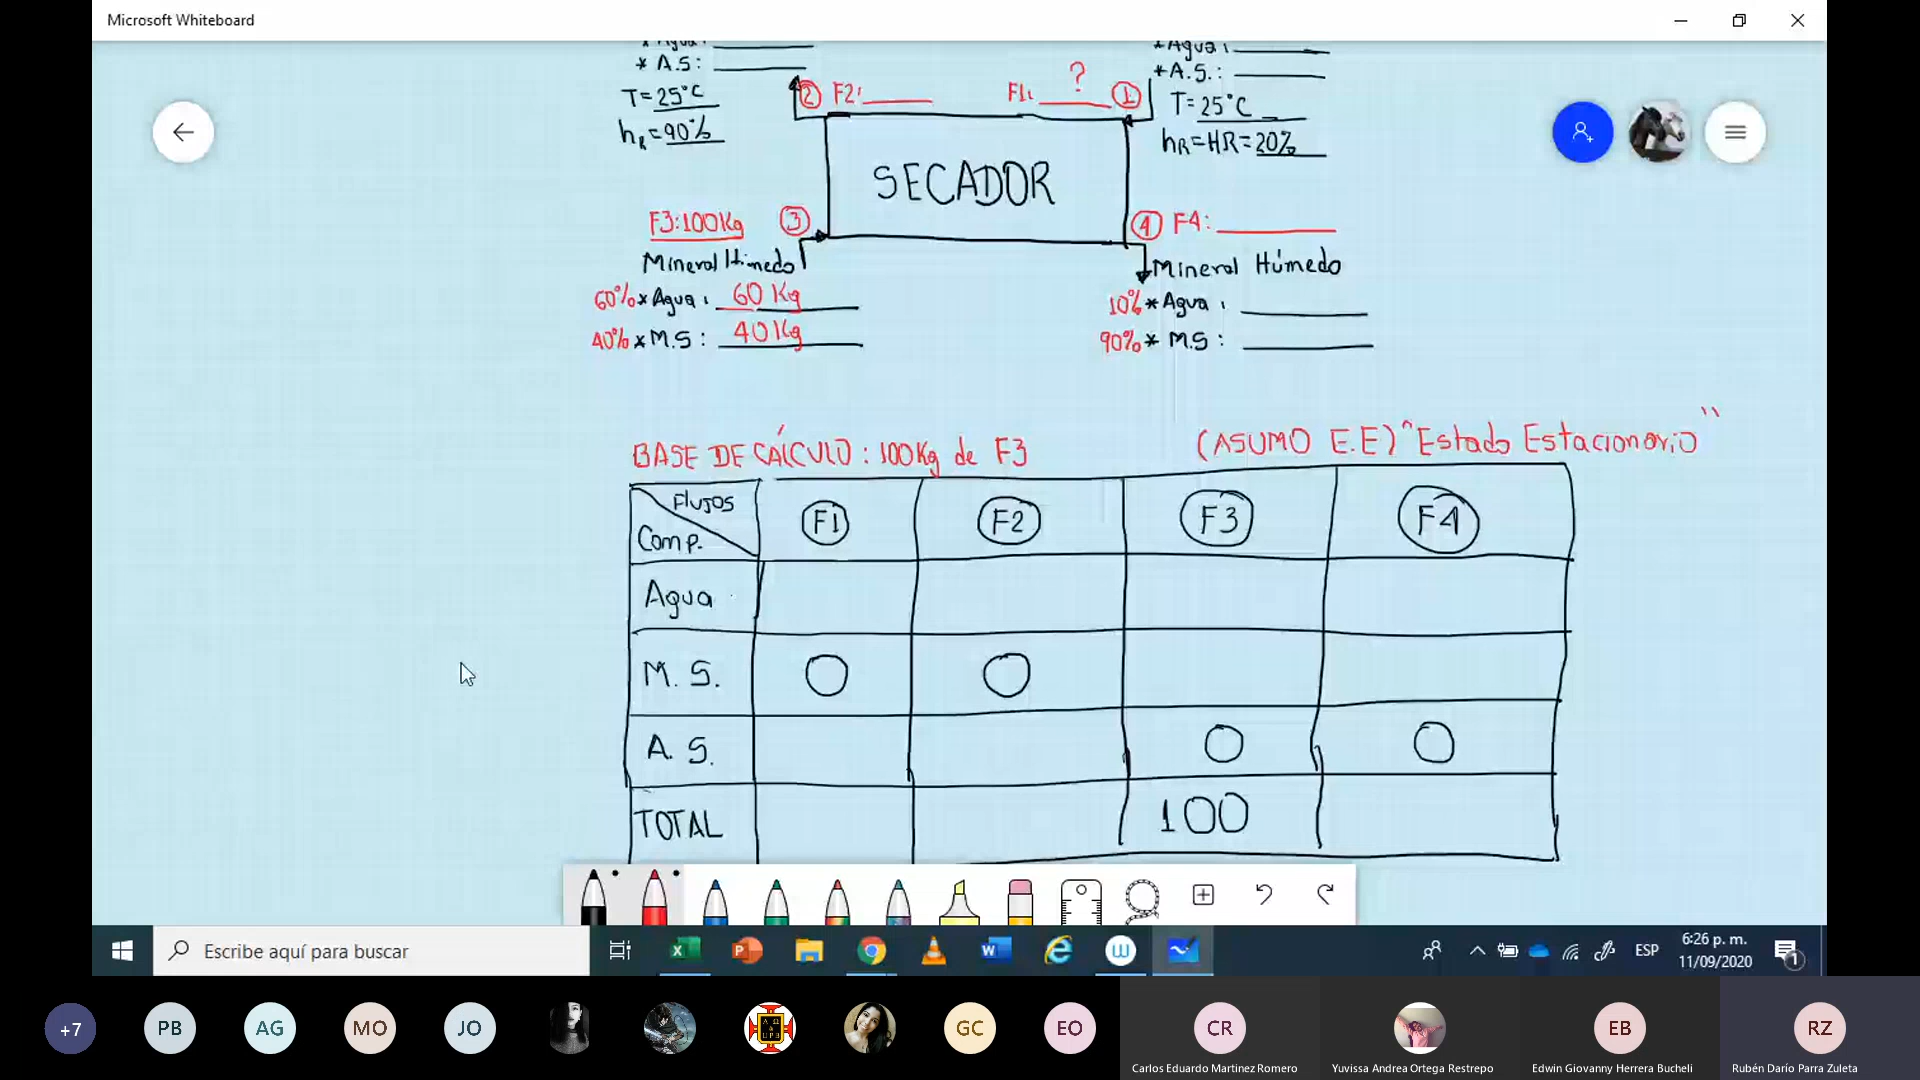 Microsoft Whiteboard
* Agua:
* A.S:
T= 25°C
hR= 90%
2 F2:
F1: ? 1
* Agua:
* A.S.:
T= 25°C
hR=HR= 20%
SECADOR
F3:100Kg 3
Mineral Húmedo
60% * Agua: 60 Kg
40% * M.S: 40 Kg
4 F4:
Mineral Húmedo
10% * Agua:
90% * M.S:
BASE DE CÁLCULO: 100Kg de F3
(ASUMO E.E) "Estado Estacionario"
Flujos
Comp.
F1 F2 F3 F4
Agua
M. S. 0 0
A. S. 0 0
TOTAL 100
Escribe aquí para buscar
ESP
6:26 p. m.
11/09/2020
1
+7 PB AG MO JO GC EO CR EB RZ
Carlos Eduardo Martinez Romero
Yuvissa Andrea Ortega Restrepo
Edwin Giovanny Herrera Bucheli
Rubén Darío Parra Zuleta